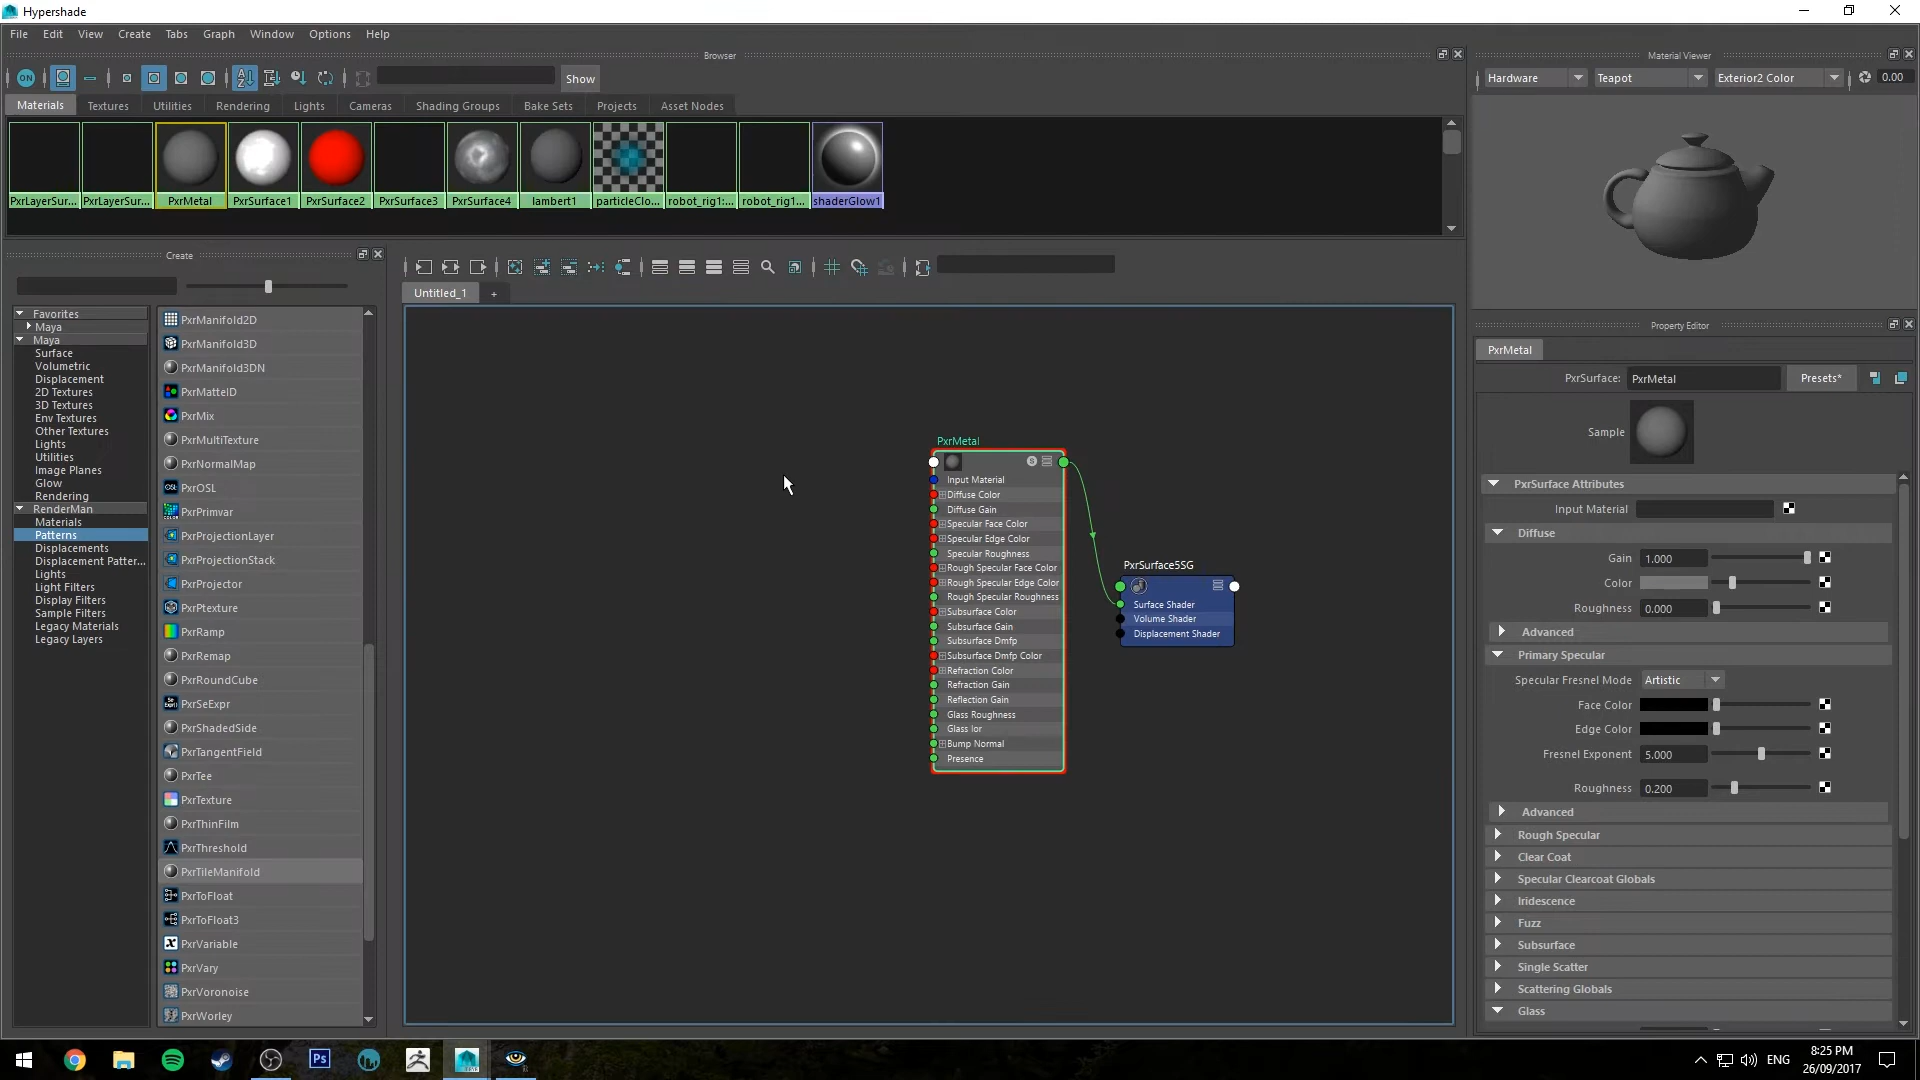 Hypershade
File Edit View Create Tabs Graph Window Options Help
Browser
ON
Show
Materials Textures Utilities Rendering Lights Cameras Shading Groups Bake Sets Projects Asset Nodes
PxrLayerSur... PxrLayerSur... PxrMetal PxrSurface1 PxrSurface2 PxrSurface3 PxrSurface4 lambert1 particleClo... robot_rig1:... robot_rig1... shaderGlow1
Material Viewer
Hardware Teapot Exterior2 Color 0.00
Create
Favorites
Maya
Maya
Surface
Volumetric
Displacement
2D Textures
3D Textures
Env Textures
Other Textures
Lights
Utilities
Image Planes
Glow
Rendering
RenderMan
Materials
Patterns
Displacements
Displacement Patter...
Lights
Light Filters
Display Filters
Sample Filters
Legacy Materials
Legacy Layers
PxrManifold2D
PxrManifold3D
PxrManifold3DN
PxrMatteID
PxrMix
PxrMultiTexture
PxrNormalMap
PxrOSL
PxrPrimvar
PxrProjectionLayer
PxrProjectionStack
PxrProjector
PxrPtexture
PxrRamp
PxrRemap
PxrRoundCube
PxrSeExpr
PxrShadedSide
PxrTangentField
PxrTee
PxrTexture
PxrThinFilm
PxrThreshold
PxrTileManifold
PxrToFloat
PxrToFloat3
PxrVariable
PxrVary
PxrVoronoise
PxrWorley
Untitled_1 +
PxrMetal
Input Material
Diffuse Color
Diffuse Gain
Specular Face Color
Specular Edge Color
Specular Roughness
Rough Specular Face Color
Rough Specular Edge Color
Rough Specular Roughness
Subsurface Color
Subsurface Gain
Subsurface Dmfp
Subsurface Dmfp Color
Refraction Color
Refraction Gain
Reflection Gain
Glass Roughness
Glass Ior
Bump Normal
Presence
PxrSurface5SG
Surface Shader
Volume Shader
Displacement Shader
Property Editor
PxrMetal
PxrSurface: PxrMetal Presets*
Sample
PxrSurface Attributes
Input Material
Diffuse
Gain 1.000
Color
Roughness 0.000
Advanced
Primary Specular
Specular Fresnel Mode Artistic
Face Color
Edge Color
Fresnel Exponent 5.000
Roughness 0.200
Advanced
Rough Specular
Clear Coat
Specular Clearcoat Globals
Iridescence
Fuzz
Subsurface
Single Scatter
Scattering Globals
Glass
Ps
ENG
8:25 PM
26/09/2017